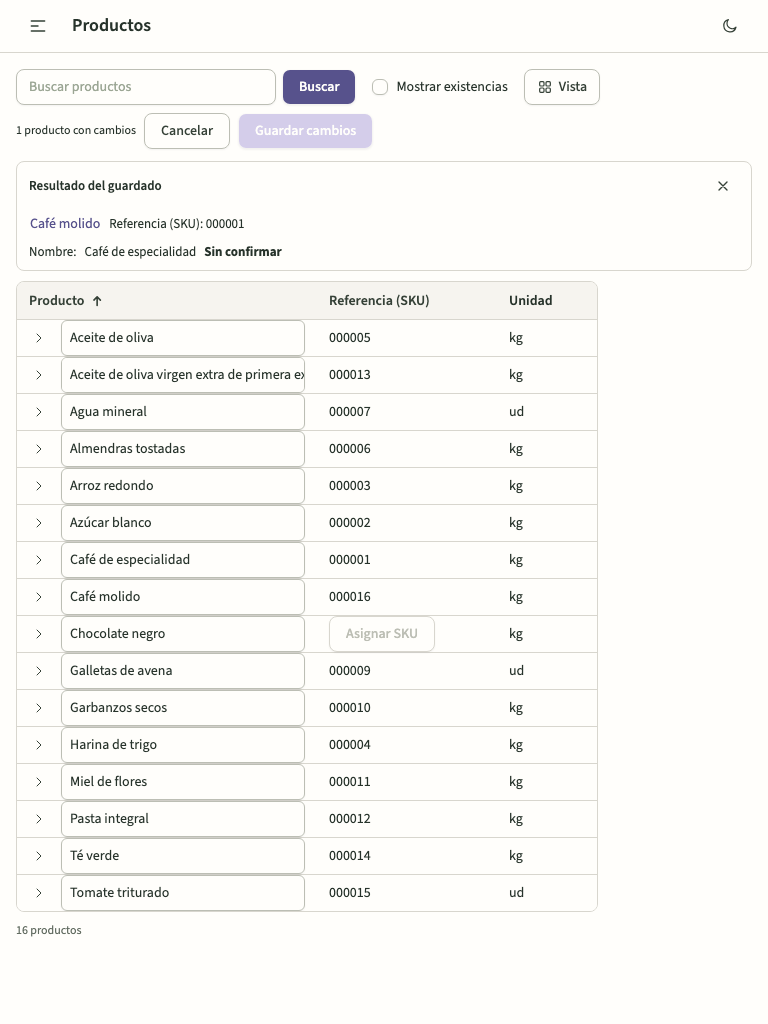 Productos
Buscar productos Buscar Mostrar existencias Vista
1 producto con cambios Cancelar Guardar cambios
Resultado del guardado
Café molido Referencia (SKU): 000001
Nombre: Café de especialidad Sin confirmar
Producto Referencia (SKU) Unidad
Aceite de oliva 000005 kg
Aceite de oliva virgen extra de primera 000013 kg
Agua mineral 000007 ud
Almendras tostadas 000006 kg
Arroz redondo 000003 kg
Azúcar blanco 000002 kg
Café de especialidad 000001 kg
Café molido 000016 kg
Chocolate negro Asignar SKU kg
Galletas de avena 000009 ud
Garbanzos secos 000010 kg
Harina de trigo 000004 kg
Miel de flores 000011 kg
Pasta integral 000012 kg
Té verde 000014 kg
Tomate triturado 000015 ud
16 productos